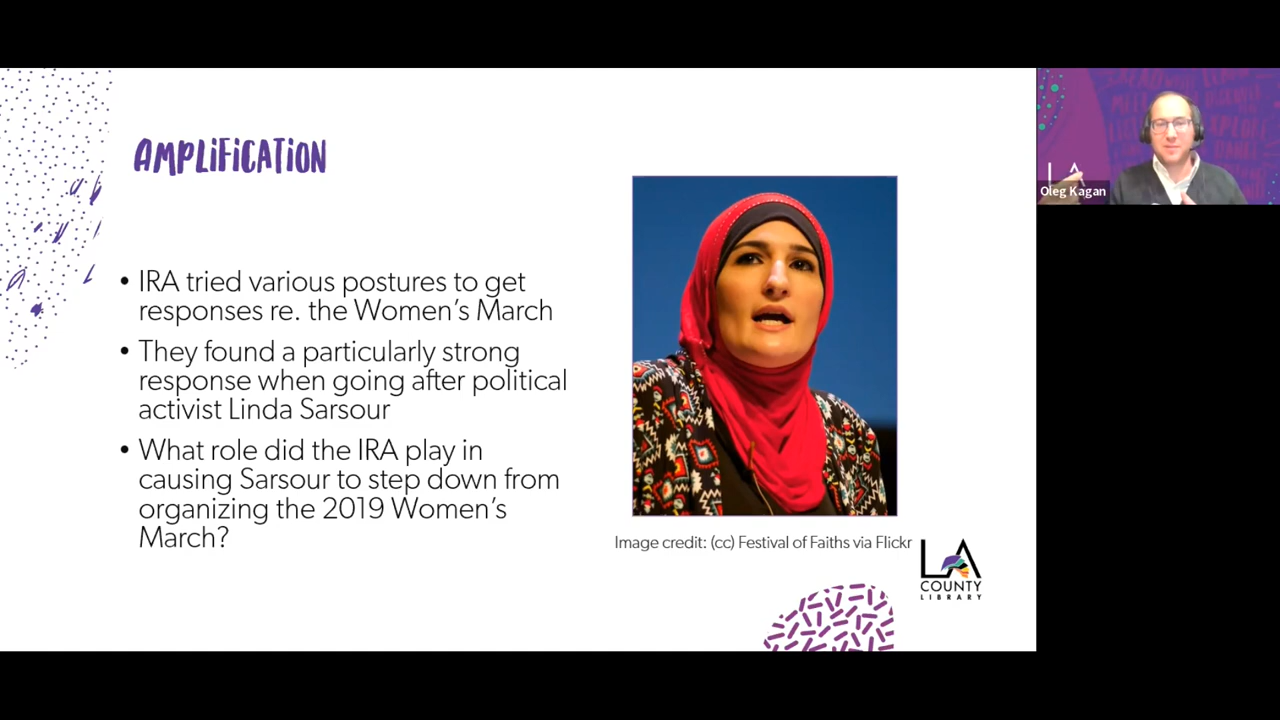 AMPLiFiCATiON
• IRA tried various postures to get
responses re. the Women's March
• They found a particularly strong
response when going after political
activist Linda Sarsour
• What role did the IRA play in
causing Sarsour to step down from
organizing the 2019 Women's
March?
Image credit: (cc) Festival of Faiths via Flickr
LA
COUNTY
LIBRARY
LA
Oleg Kagan